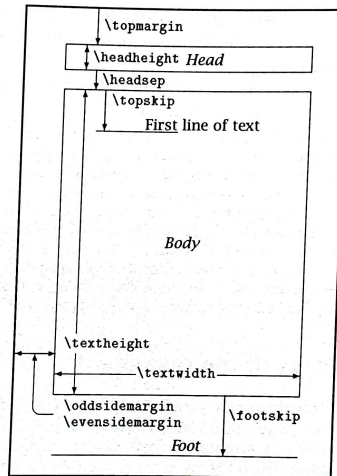 \topmargin
\headheight Head
\headsep
\topskip
First line of text
Body
\textheight
\textwidth
\oddsidemargin
\evensidemargin
\footskip
Foot